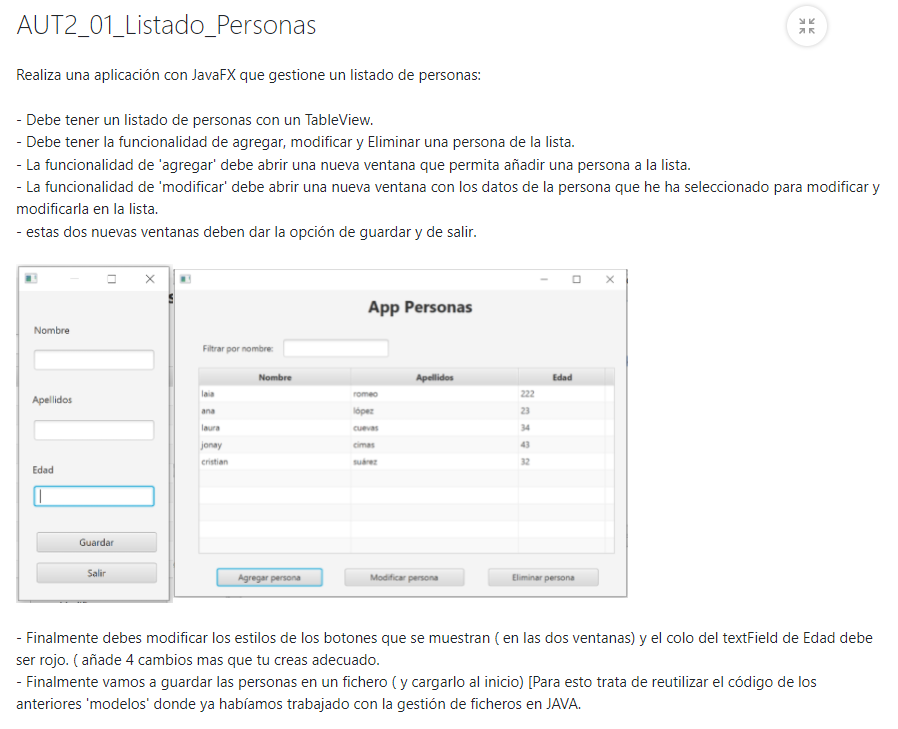 AUT2_01_Listado_Personas
Realiza una aplicación con JavaFX que gestione un listado de personas:
- Debe tener un listado de personas con un TableView.
- Debe tener la funcionalidad de agregar, modificar y Eliminar una persona de la lista.
- La funcionalidad de 'agregar' debe abrir una nueva ventana que permita añadir una persona a la lista.
- La funcionalidad de 'modificar' debe abrir una nueva ventana con los datos de la persona que he ha seleccionado para modificar y
modificarla en la lista.
- estas dos nuevas ventanas deben dar la opción de guardar y de salir.
Nombre
Apellidos
Edad
Guardar
Salir
App Personas
Filtrar por nombre:
Nombre Apellidos Edad
laia romeo 222
ana lópez 23
laura cuevas 34
jonay cimas 43
cristian suárez 32
Agregar persona Modificar persona Eliminar persona
- Finalmente debes modificar los estilos de los botones que se muestran ( en las dos ventanas) y el colo del textField de Edad debe
ser rojo. ( añade 4 cambios mas que tu creas adecuado.
- Finalmente vamos a guardar las personas en un fichero ( y cargarlo al inicio) [Para esto trata de reutilizar el código de los
anteriores 'modelos' donde ya habíamos trabajado con la gestión de ficheros en JAVA.